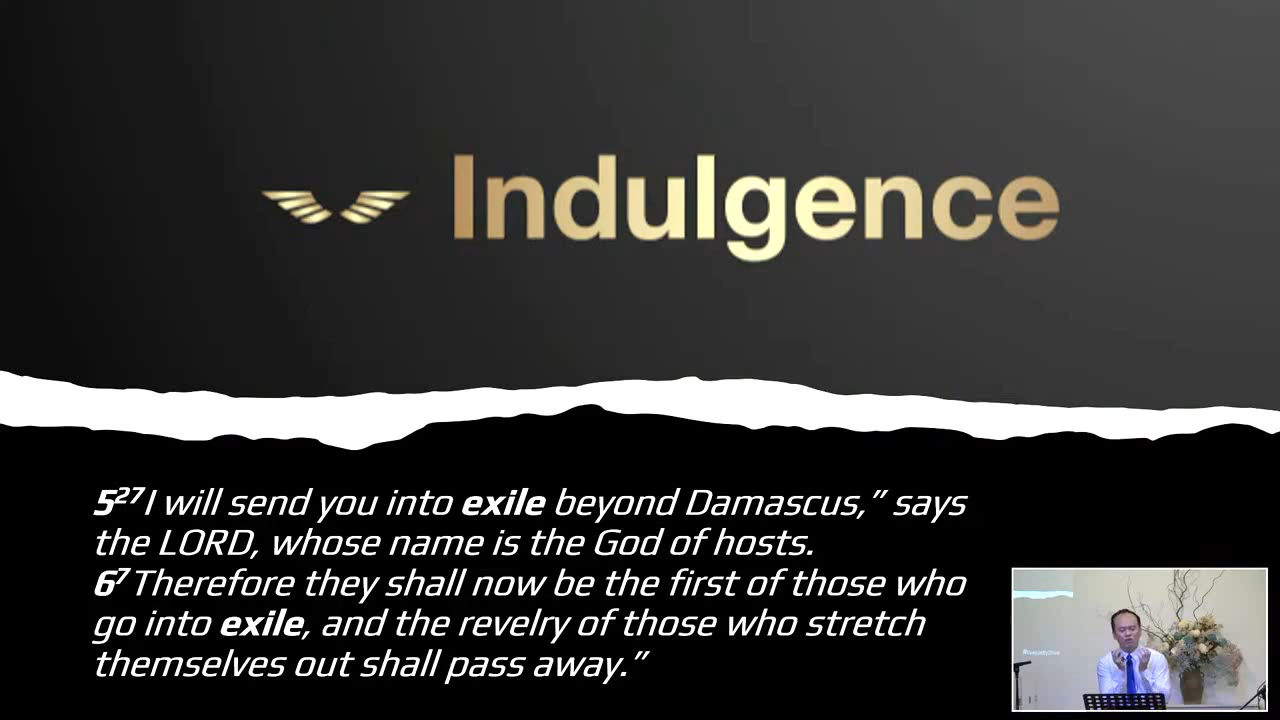 Indulgence
5²⁷ I will send you into exile beyond Damascus,” says
the LORD, whose name is the God of hosts.
6⁷ Therefore they shall now be the first of those who
go into exile, and the revelry of those who stretch
themselves out shall pass away.”